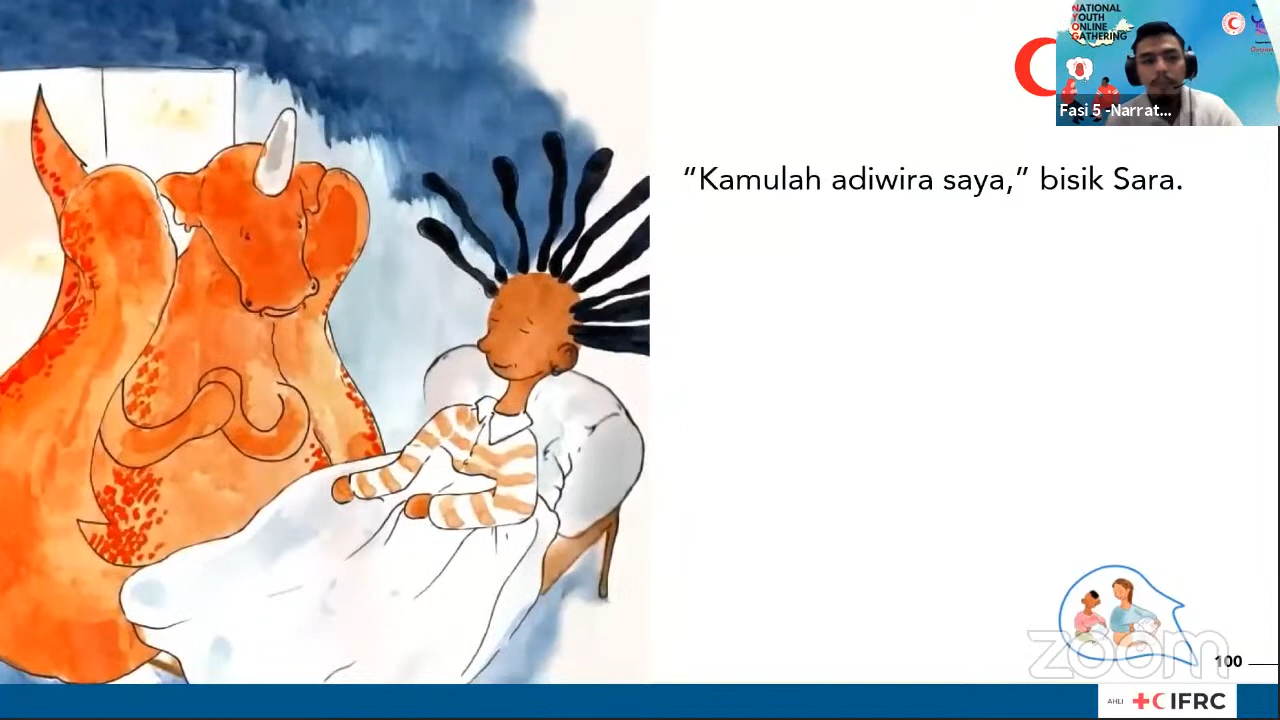 NATIONAL
YOUTH
ONLINE
GATHERING
Fasi 5 -Narrat...
“Kamulah adiwira saya,” bisik Sara.
zoom
100
AHLI
IFRC